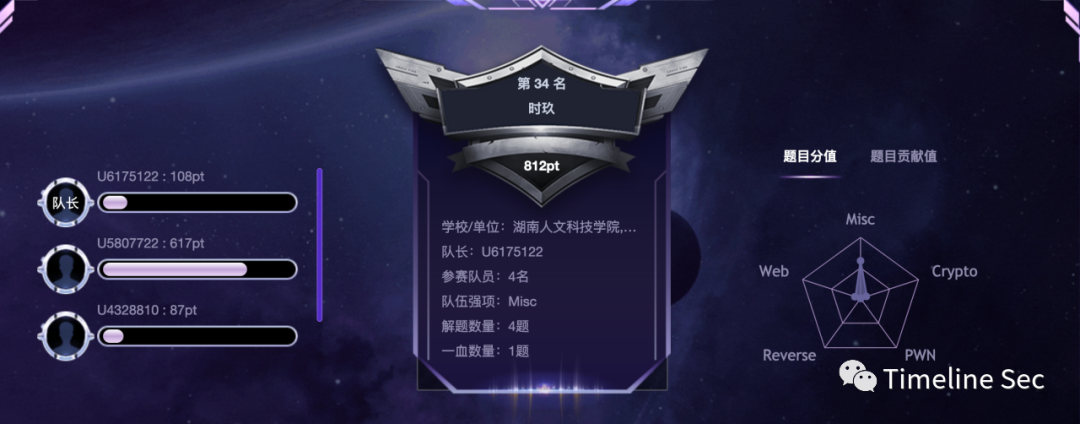 第 34 名
时玖
812pt
U6175122 : 108pt
队长
U5807722 : 617pt
U4328810 : 87pt
学校/单位：湖南人文科技学院,...
队长：U6175122
参赛队员：4名
队伍强项：Misc
解题数量：4题
一血数量：1题
题目分值 题目贡献值
Misc
Web Crypto
Reverse PWN
Timeline Sec